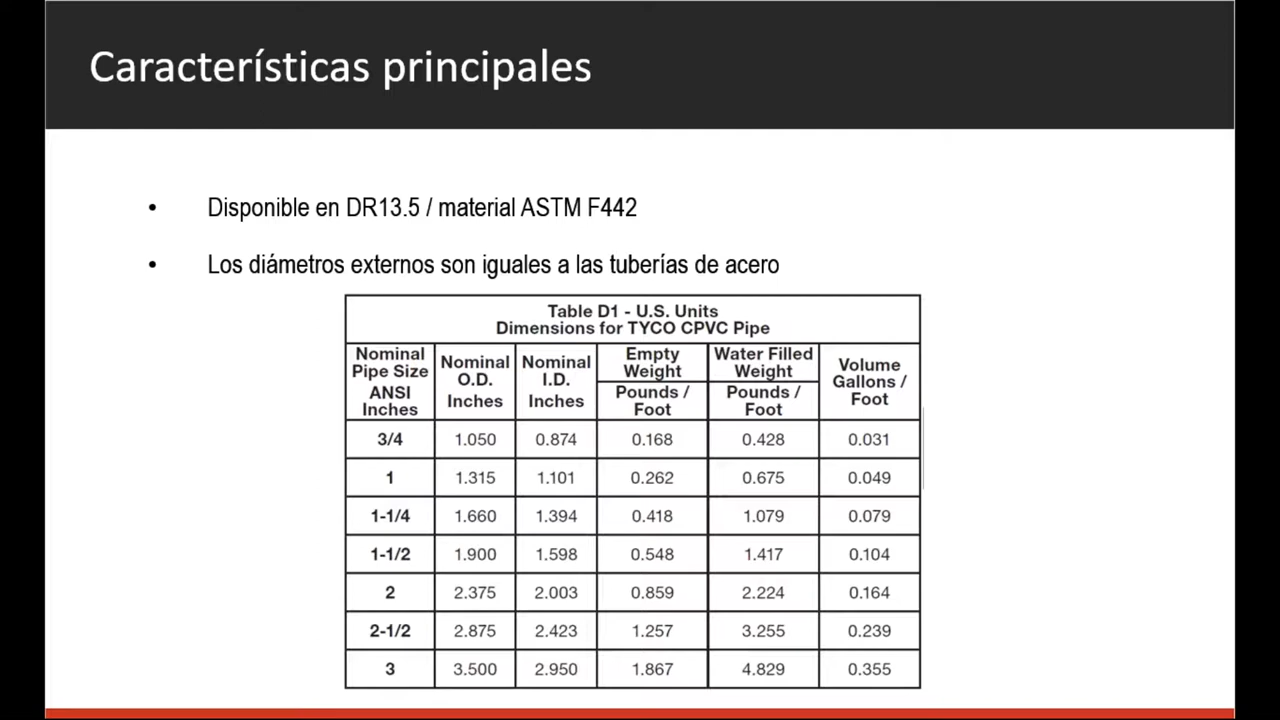 Características principales
• Disponible en DR13.5 / material ASTM F442
• Los diámetros externos son iguales a las tuberías de acero
Table D1 - U.S. Units
Dimensions for TYCO CPVC Pipe
Nominal Pipe Size ANSI Inches | Nominal O.D. Inches | Nominal I.D. Inches | Empty Weight Pounds / Foot | Water Filled Weight Pounds / Foot | Volume Gallons / Foot
3/4 | 1.050 | 0.874 | 0.168 | 0.428 | 0.031
1 | 1.315 | 1.101 | 0.262 | 0.675 | 0.049
1-1/4 | 1.660 | 1.394 | 0.418 | 1.079 | 0.079
1-1/2 | 1.900 | 1.598 | 0.548 | 1.417 | 0.104
2 | 2.375 | 2.003 | 0.859 | 2.224 | 0.164
2-1/2 | 2.875 | 2.423 | 1.257 | 3.255 | 0.239
3 | 3.500 | 2.950 | 1.867 | 4.829 | 0.355